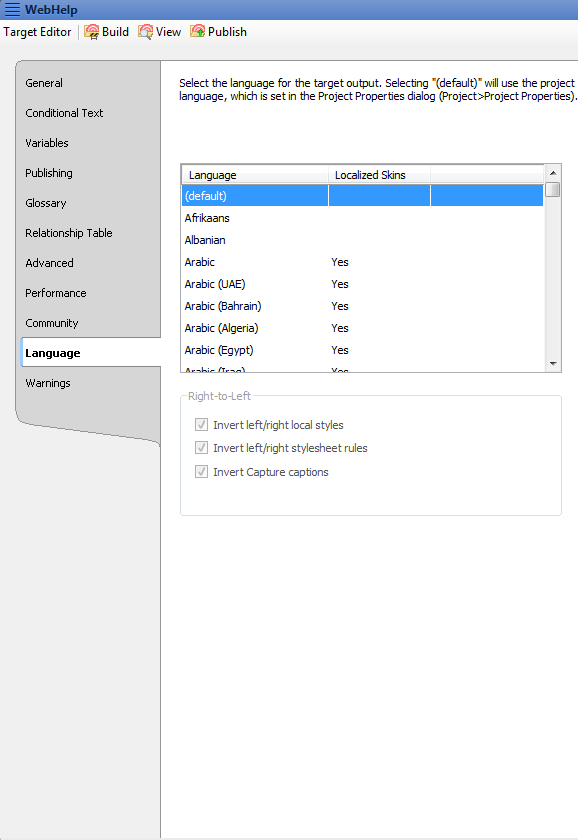 WebHelp
Target Editor Build View Publish
General
Conditional Text
Variables
Publishing
Glossary
Relationship Table
Advanced
Performance
Community
Language
Warnings
Select the language for the target output. Selecting "(default)" will use the project
language, which is set in the Project Properties dialog (Project>Project Properties).
Language Localized Skins
(default)
Afrikaans
Albanian
Arabic Yes
Arabic (UAE) Yes
Arabic (Bahrain) Yes
Arabic (Algeria) Yes
Arabic (Egypt) Yes
Arabic (Iraq) Yes
Right-to-Left
Invert left/right local styles
Invert left/right stylesheet rules
Invert Capture captions